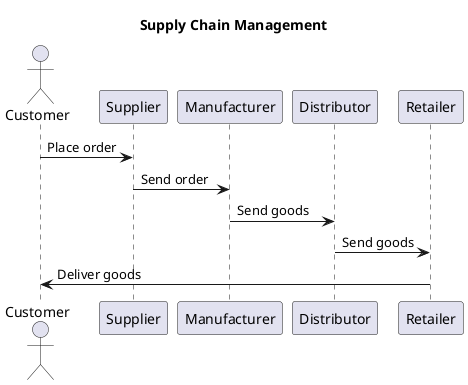 Supply Chain Management
Customer
Supplier
Manufacturer
Distributor
Retailer
Place order
Send order
Send goods
Send goods
Deliver goods
Customer
Supplier
Manufacturer
Distributor
Retailer